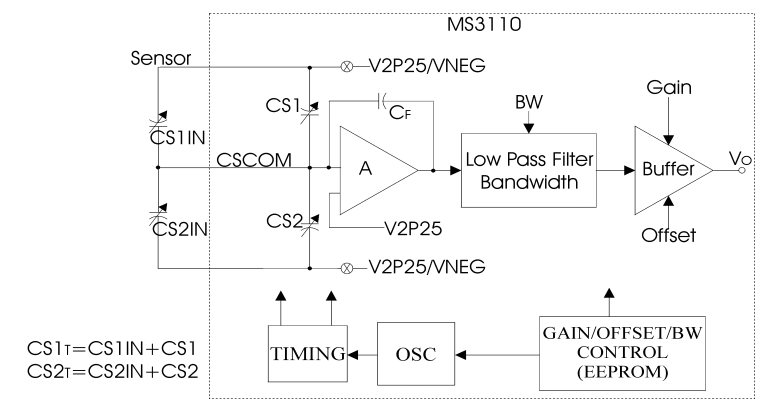 MS3110
Sensor
V2P25/VNEG
Gain
CS1
CF
BW
CS1IN
CSCOM
A
Low Pass Filter
Bandwidth
Buffer
Vo
CS2
CS2IN
V2P25
Offset
V2P25/VNEG
CS1T=CS1IN+CS1
CS2T=CS2IN+CS2
TIMING
OSC
GAIN/OFFSET/BW
CONTROL
(EEPROM)